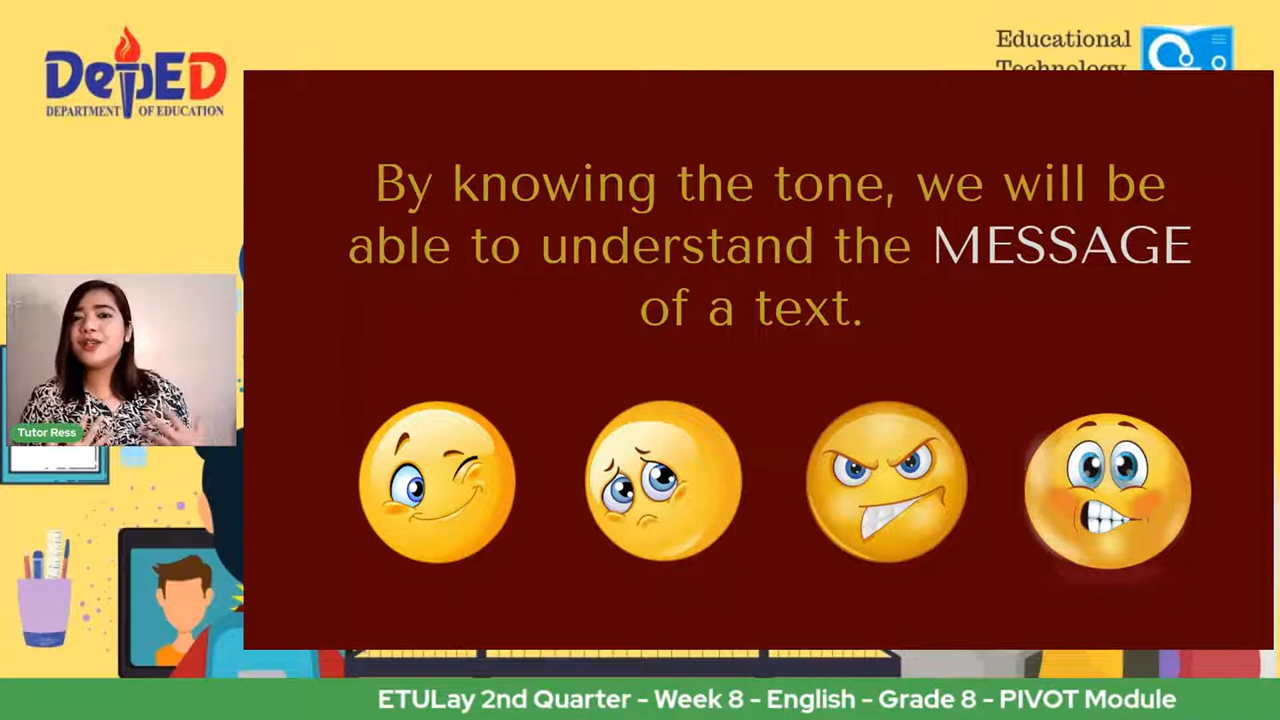 DepED
DEPARTMENT OF EDUCATION
Educational
Technology
By knowing the tone, we will be
able to understand the MESSAGE
of a text.
Tutor Ress
ETULay 2nd Quarter - Week 8 - English - Grade 8 - PIVOT Module